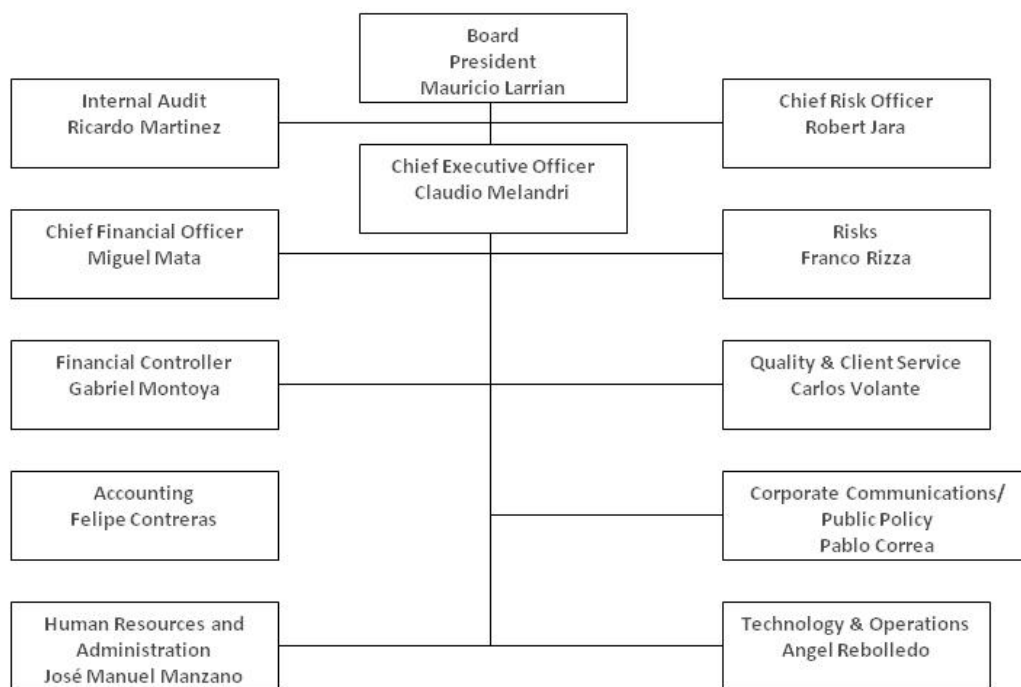 Board
President
Mauricio Larrian
Internal Audit
Ricardo Martinez
Chief Risk Officer
Robert Jara
Chief Executive Officer
Claudio Melandri
Chief Financial Officer
Miguel Mata
Risks
Franco Rizza
Financial Controller
Gabriel Montoya
Quality & Client Service
Carlos Volante
Accounting
Felipe Contreras
Corporate Communications/
Public Policy
Pablo Correa
Human Resources and
Administration
José Manuel Manzano
Technology & Operations
Angel Rebolledo